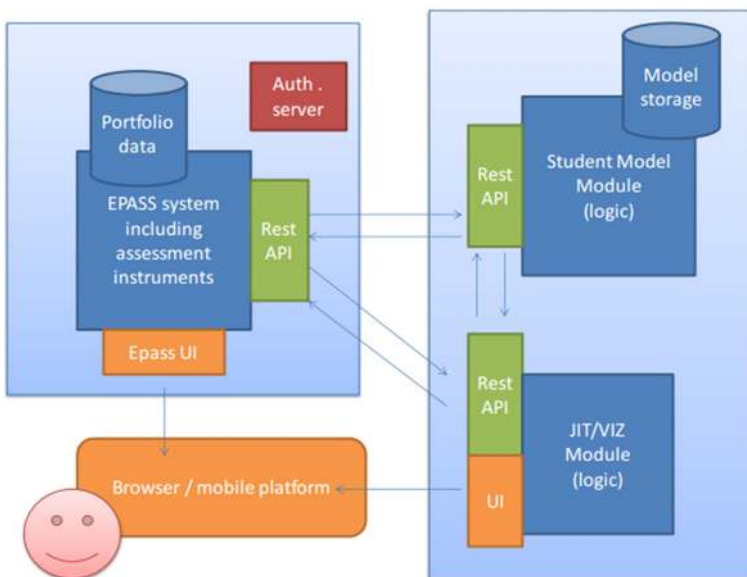 Auth .
server
Portfolio
data
EPASS system
including
assessment
instruments
Rest
API
Epass UI
Model
storage
Rest
API
Student Model
Module
(logic)
Rest
API
UI
JIT/VIZ
Module
(logic)
Browser / mobile platform